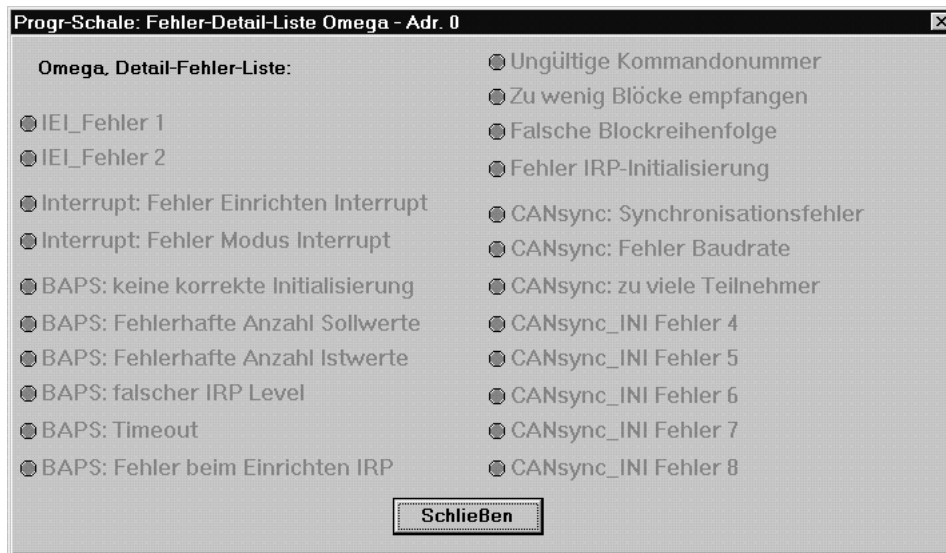 Progr-Schale: Fehler-Detail-Liste Omega - Adr. 0
Omega, Detail-Fehler-Liste:
IEI_Fehler 1
IEI_Fehler 2
Interrupt: Fehler Einrichten Interrupt
Interrupt: Fehler Modus Interrupt
BAPS: keine korrekte Initialisierung
BAPS: Fehlerhafte Anzahl Sollwerte
BAPS: Fehlerhafte Anzahl Istwerte
BAPS: falscher IRP Level
BAPS: Timeout
BAPS: Fehler beim Einrichten IRP
Ungültige Kommandonummer
Zu wenig Blöcke empfangen
Falsche Blockreihenfolge
Fehler IRP-Initialisierung
CANsync: Synchronisationsfehler
CANsync: Fehler Baudrate
CANsync: zu viele Teilnehmer
CANsync_INI Fehler 4
CANsync_INI Fehler 5
CANsync_INI Fehler 6
CANsync_INI Fehler 7
CANsync_INI Fehler 8
Schließen